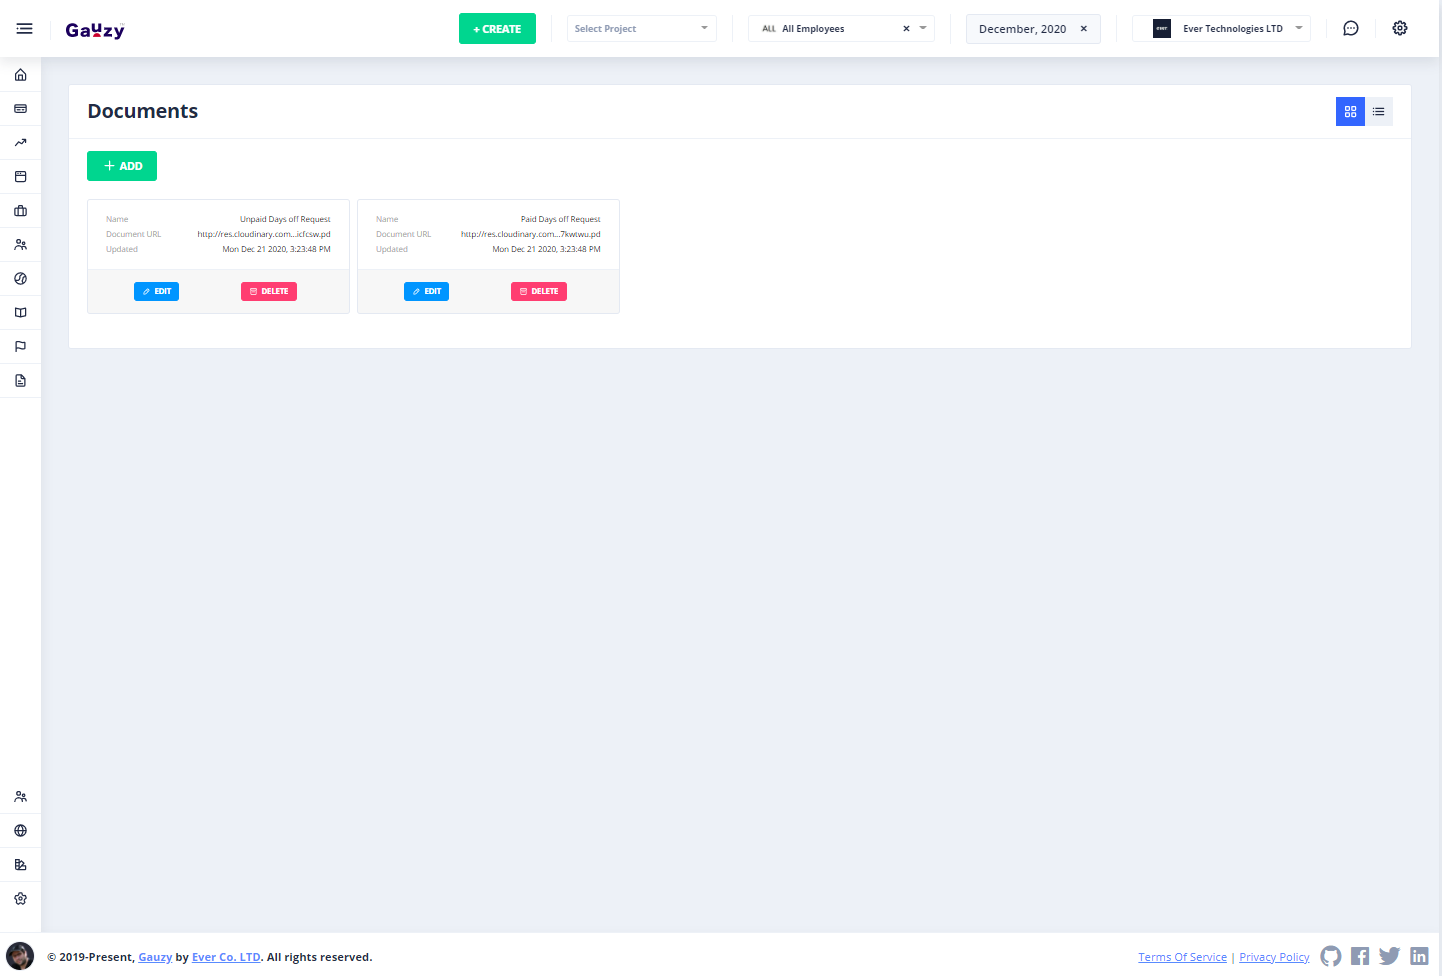 Gauzy™
+ CREATE
Select Project
ALL All Employees ×
December, 2020 ×
ever Ever Technologies LTD
Documents
+ ADD
Name Unpaid Days off Request
Document URL http://res.cloudinary.com...icfcsw.pd
Updated Mon Dec 21 2020, 3:23:48 PM
EDIT DELETE
Name Paid Days off Request
Document URL http://res.cloudinary.com...7kwtwu.pd
Updated Mon Dec 21 2020, 3:23:48 PM
EDIT DELETE
© 2019-Present, Gauzy by Ever Co. LTD. All rights reserved.
Terms Of Service | Privacy Policy